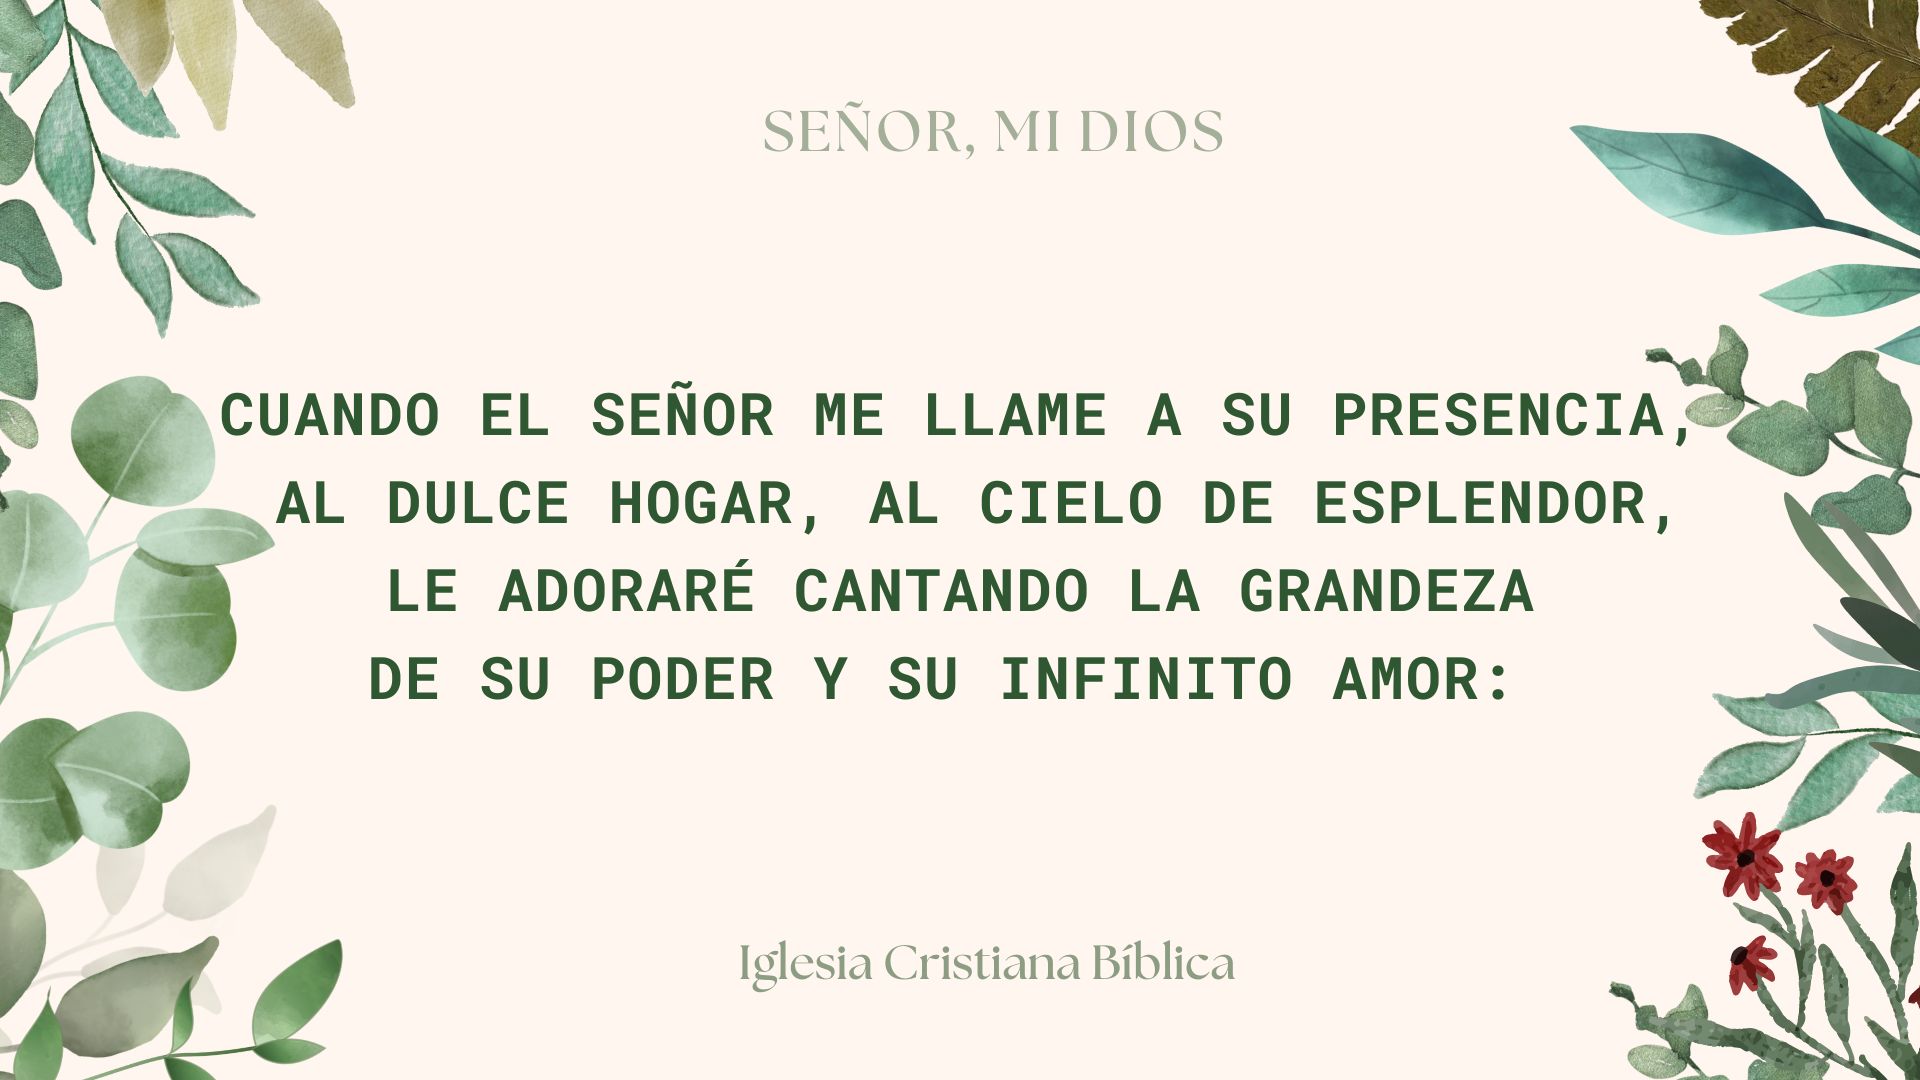 SEÑOR, MI DIOS
CUANDO EL SEÑOR ME LLAME A SU PRESENCIA,
AL DULCE HOGAR, AL CIELO DE ESPLENDOR,
LE ADORARÉ CANTANDO LA GRANDEZA
DE SU PODER Y SU INFINITO AMOR:
Iglesia Cristiana Bíblica